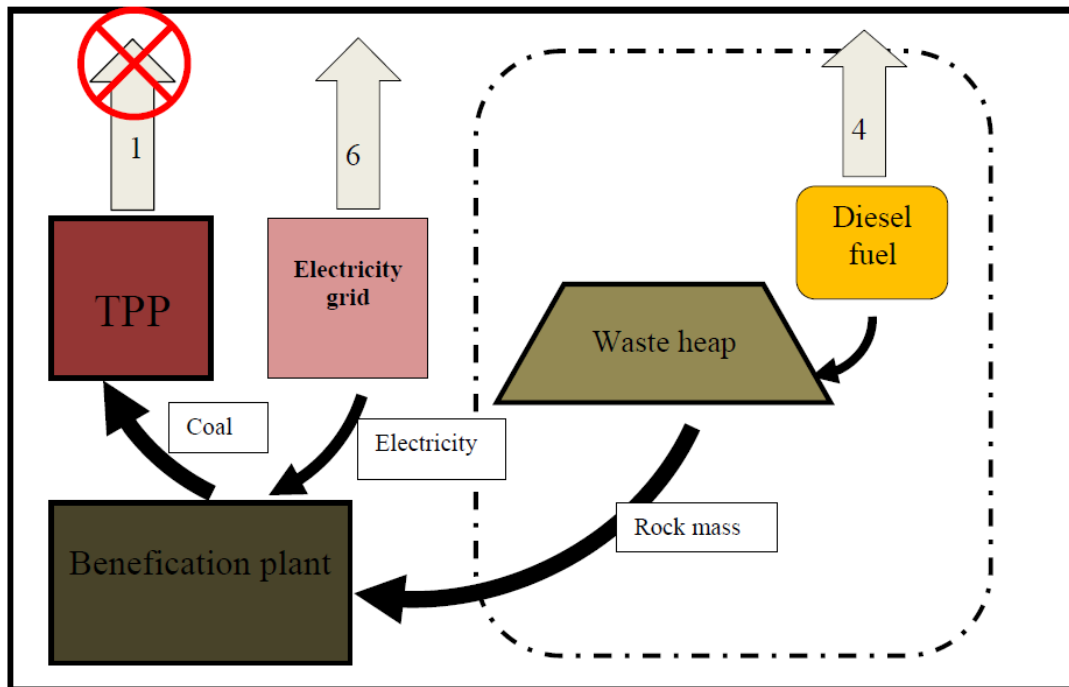 1
6
4
TPP
Electricity
grid
Diesel
fuel
Waste heap
Coal
Electricity
Rock mass
Benefication plant